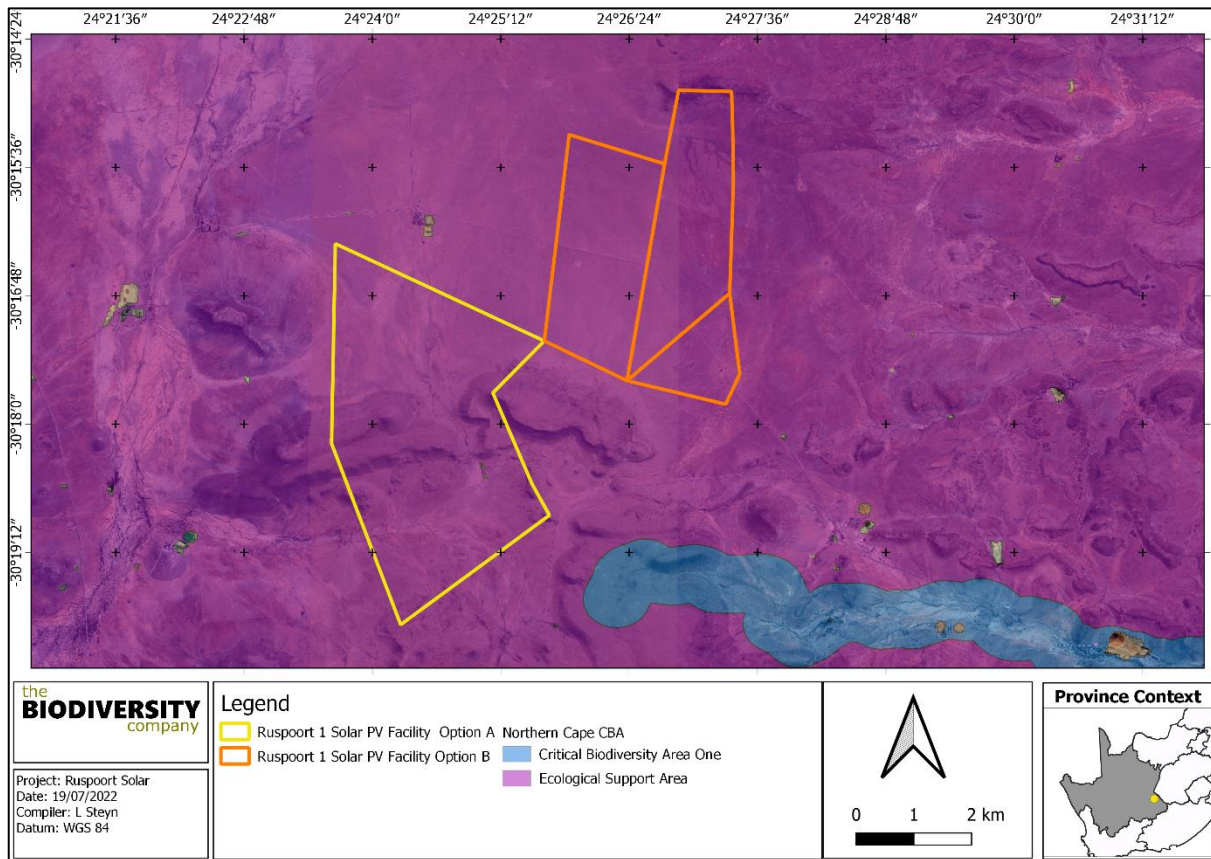 24°21′36″ 24°22′48″ 24°24′0″ 24°25′12″ 24°26′24″ 24°27′36″ 24°28′48″ 24°30′0″ 24°31′12″
-30°14′24
-30°15′36″
-30°16′48″
-30°18′0″
-30°19′12″
the
BIODIVERSITY
company
Project: Ruspoort Solar
Date: 19/07/2022
Compiler: L Steyn
Datum: WGS 84
Legend
Ruspoort 1 Solar PV Facility Option A
Ruspoort 1 Solar PV Facility Option B
Northern Cape CBA
Critical Biodiversity Area One
Ecological Support Area
0 1 2 km
Province Context